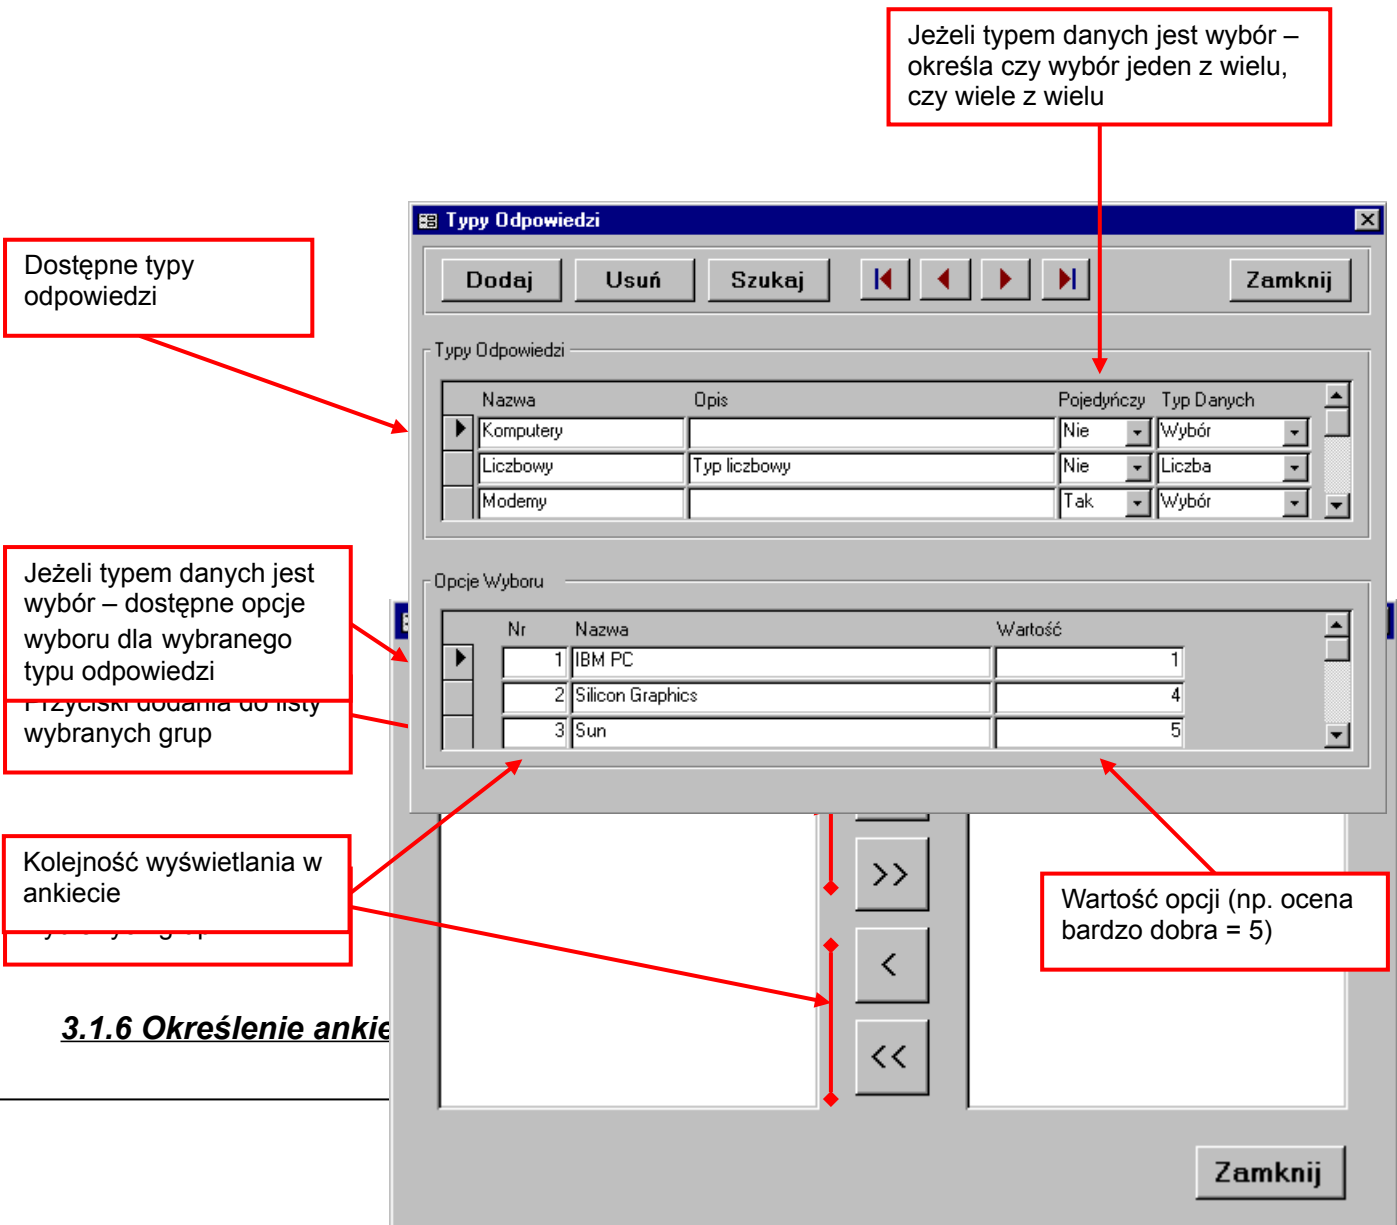 Jeżeli typem danych jest wybór –
określa czy wybór jeden z wielu,
czy wiele z wielu
Typy Odpowiedzi
Dostępne typy
odpowiedzi
Dodaj Usuń Szukaj Zamknij
Typy Odpowiedzi
Nazwa Opis Pojedyńczy Typ Danych
Komputery Nie Wybór
Liczbowy Typ liczbowy Nie Liczba
Modemy Tak Wybór
Jeżeli typem danych jest
wybór – dostępne opcje
wyboru dla wybranego
typu odpowiedzi
Przyciski dodania do listy
wybranych grup
Opcje Wyboru
Nr Nazwa Wartość
1 IBM PC 1
2 Silicon Graphics 4
3 Sun 5
Kolejność wyświetlania w
ankiecie
>>
<
<<
Wartość opcji (np. ocena
bardzo dobra = 5)
3.1.6 Określenie ankie
Zamknij